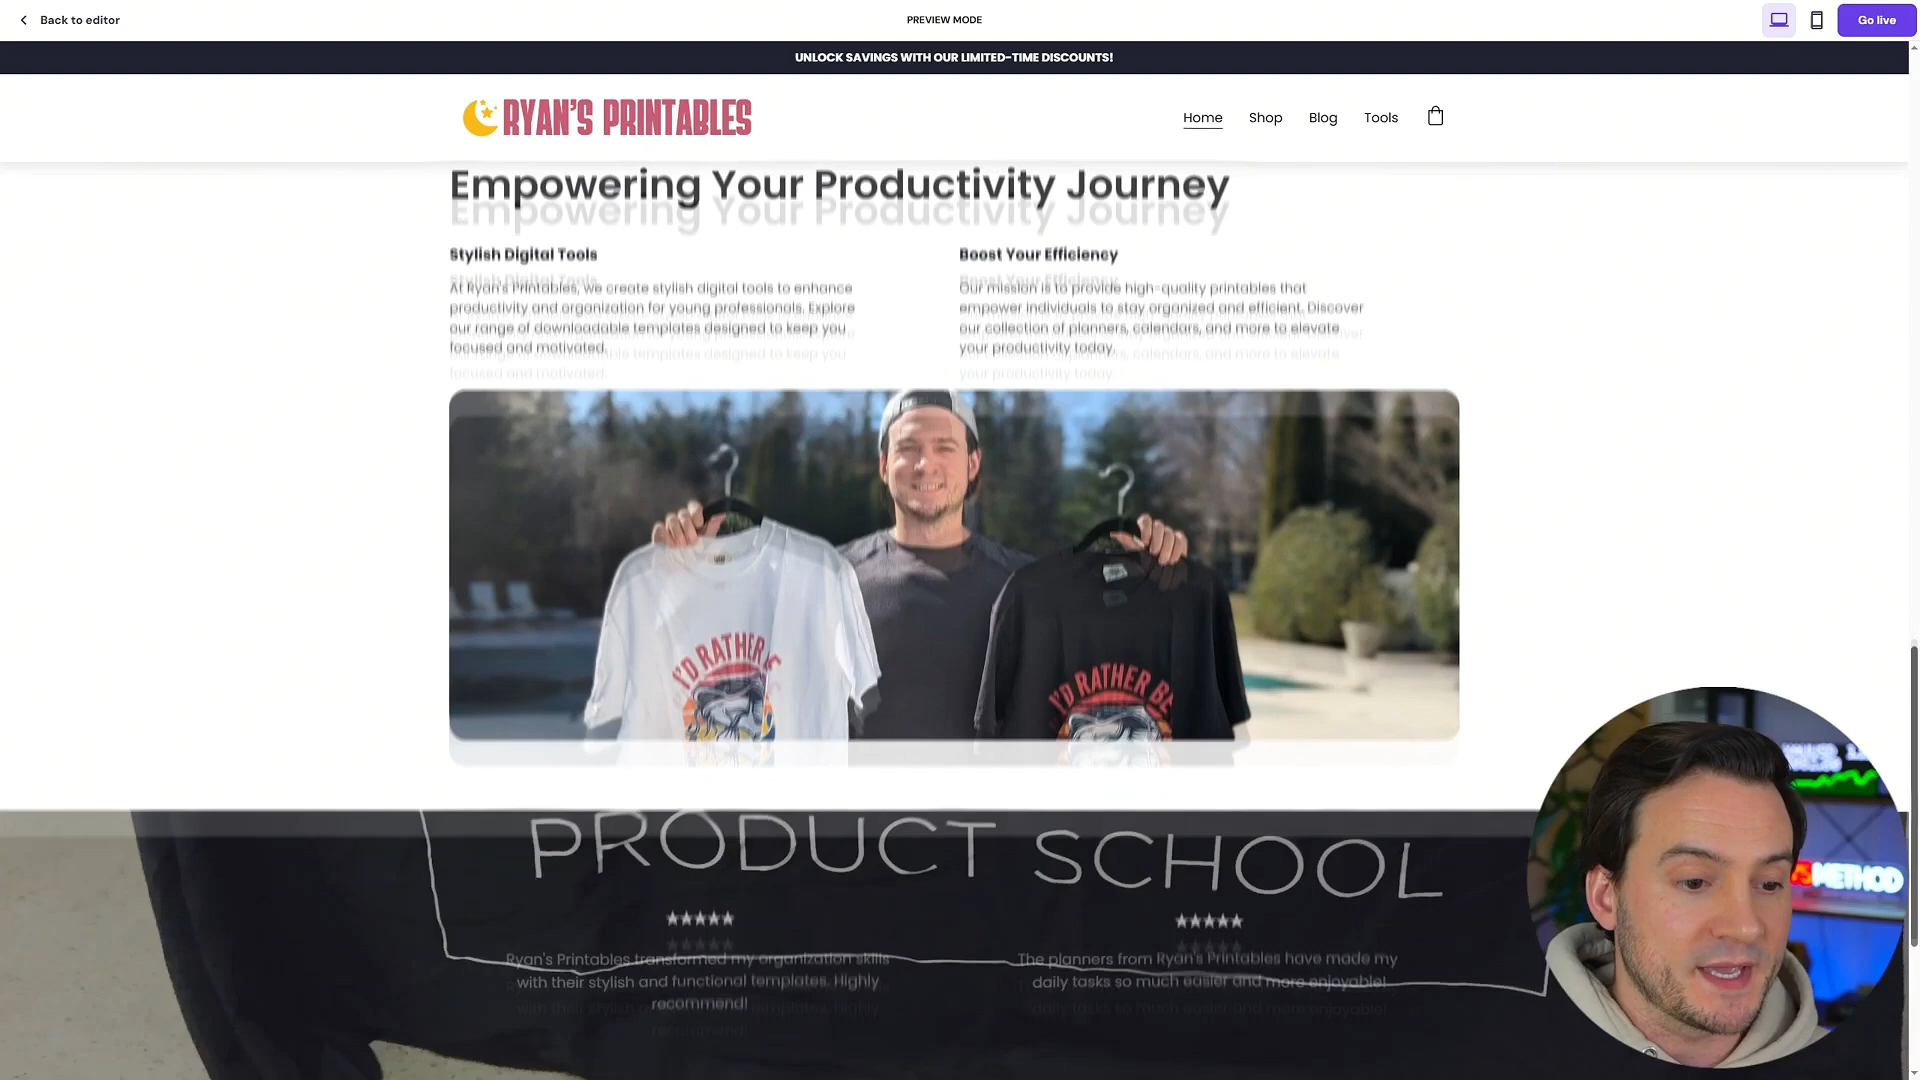 Back to editor
PREVIEW MODE
Go live
UNLOCK SAVINGS WITH OUR LIMITED-TIME DISCOUNTS!
RYAN'S PRINTABLES
Home
Shop
Blog
Tools
Empowering Your Productivity Journey
Stylish Digital Tools
At Ryan's Printables, we create stylish digital tools to enhance
productivity and organization for young professionals. Explore
our range of downloadable templates designed to keep you
focused and motivated.
Boost Your Efficiency
Our mission is to provide high-quality printables that
empower individuals to stay organized and efficient. Discover
our collection of planners, calendars, and more to elevate
your productivity today.
I'D RATHER BE
I'D RATHER BE
PRODUCT SCHOOL
★★★★★
Ryan's Printables transformed my organization skills
with their stylish and functional templates. Highly
recommend!
★★★★★
The planners from Ryan's Printables have made my
daily tasks so much easier and more enjoyable!
METHOD